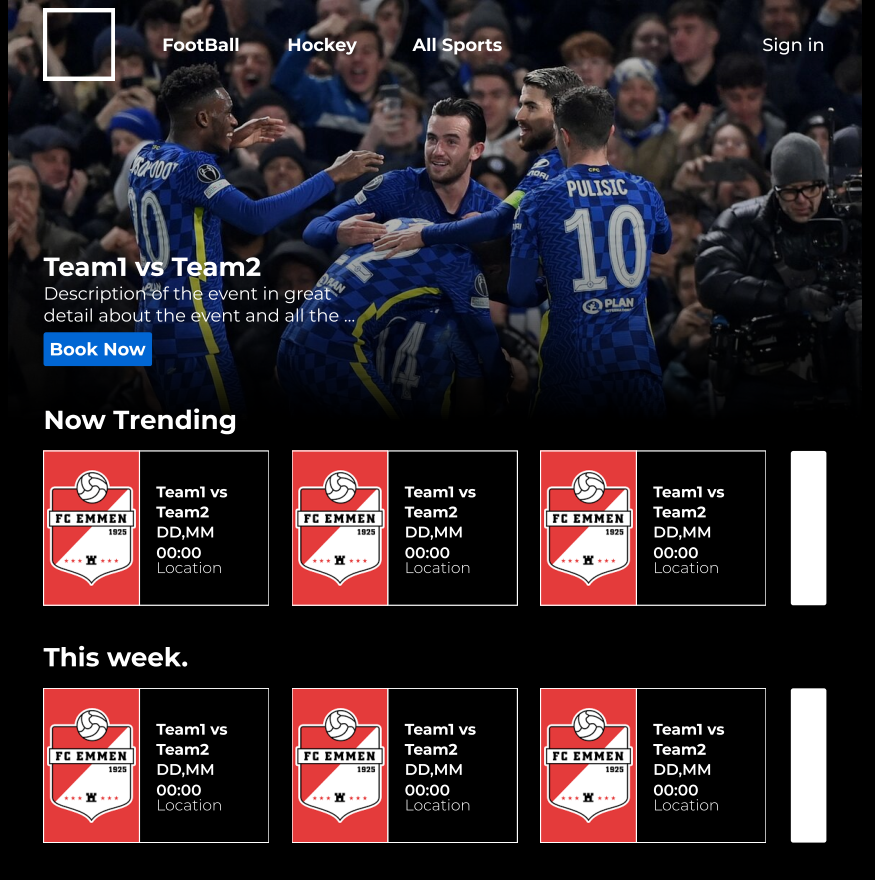 FootBall
Hockey
All Sports
Sign in
PULISIC
10
PLAN
Team1 vs Team2
Description of the event in great
detail about the event and all the ...
Book Now
Now Trending
FC EMMEN
1925
Team1 vs
Team2
DD,MM
00:00
Location
FC EMMEN
1925
Team1 vs
Team2
DD,MM
00:00
Location
FC EMMEN
1925
Team1 vs
Team2
DD,MM
00:00
Location
This week.
FC EMMEN
1925
Team1 vs
Team2
DD,MM
00:00
Location
FC EMMEN
1925
Team1 vs
Team2
DD,MM
00:00
Location
FC EMMEN
1925
Team1 vs
Team2
DD,MM
00:00
Location